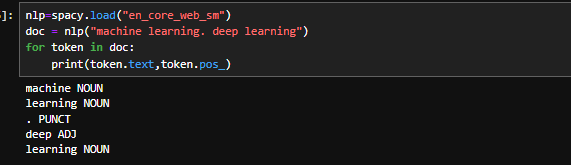 ]: nlp=spacy.load("en_core_web_sm")
doc = nlp("machine learning. deep learning")
for token in doc:
    print(token.text,token.pos_)
machine NOUN
learning NOUN
. PUNCT
deep ADJ
learning NOUN